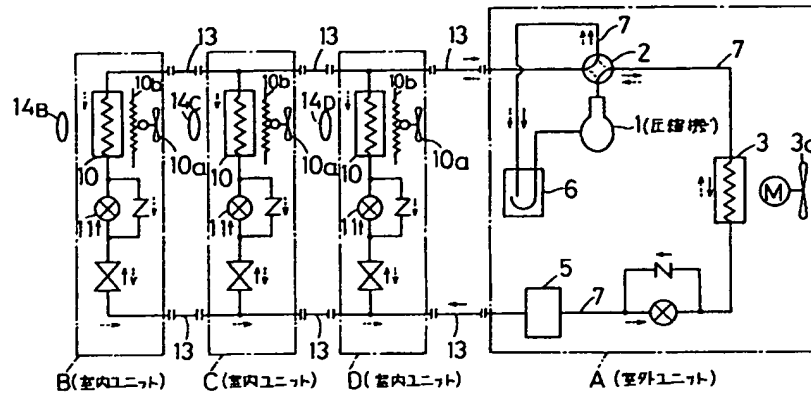 13 13 13 7 2 7
10b 10b 10b
14B 14C 14D
1(圧縮機)
10 10a 10 10a 10 10a
3 3a
M
6
11 11 11
5 7
13 13 13
B(室内ユニット) C(室内ユニット) D(室内ユニット) A(室外ユニット)